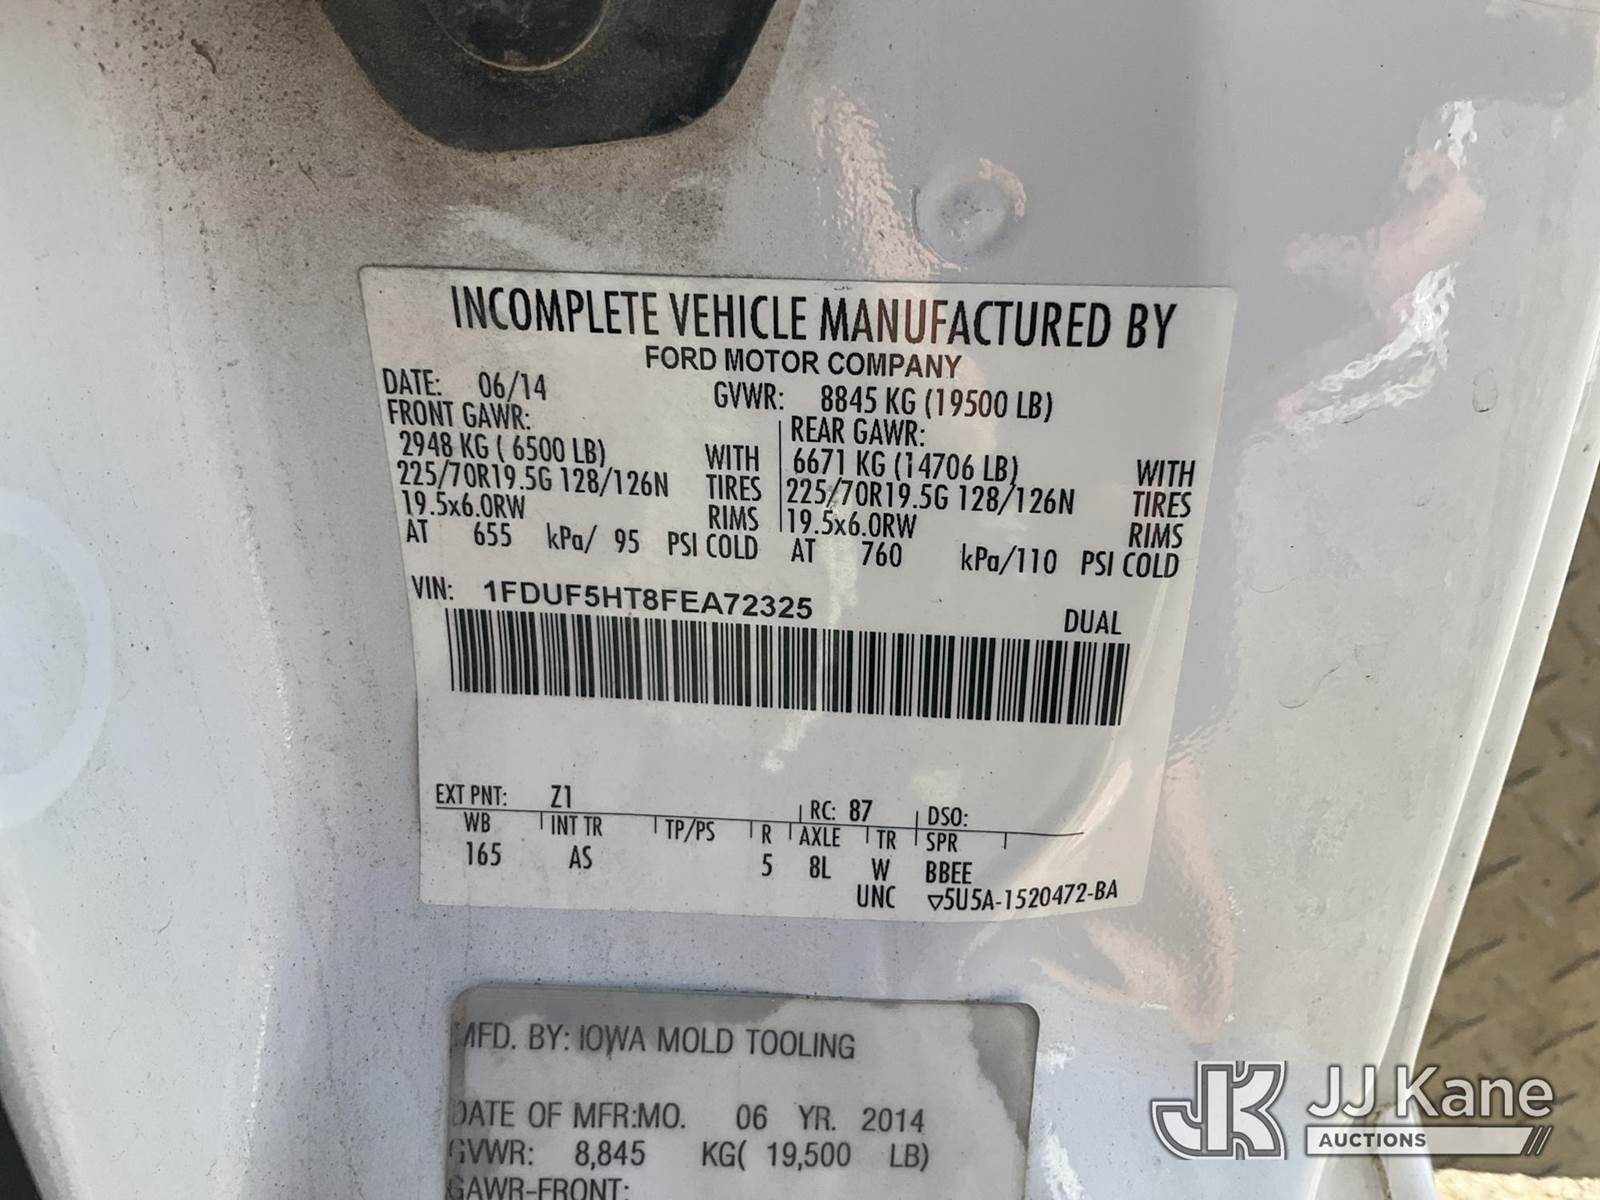 INCOMPLETE VEHICLE MANUFACTURED BY
FORD MOTOR COMPANY
DATE: 06/14 GVWR: 8845 KG (19500 LB)
FRONT GAWR: REAR GAWR:
2948 KG ( 6500 LB) WITH 6671 KG (14706 LB) WITH
225/70R19.5G 128/126N TIRES 225/70R19.5G 128/126N TIRES
19.5x6.0RW RIMS 19.5x6.0RW RIMS
AT 655 kPa/ 95 PSI COLD AT 760 kPa/110 PSI COLD
VIN: 1FDUF5HT8FEA72325 DUAL
EXT PNT: Z1 RC: 87 DSO:
WB INT TR TP/PS R AXLE TR SPR
165 AS 5 8L W BBEE
UNC ▽5U5A-1520472-BA
MFD. BY: IOWA MOLD TOOLING
DATE OF MFR:MO. 06 YR. 2014
GVWR: 8,845 KG( 19,500 LB)
GAWR-FRONT:
JK JJ Kane
AUCTIONS